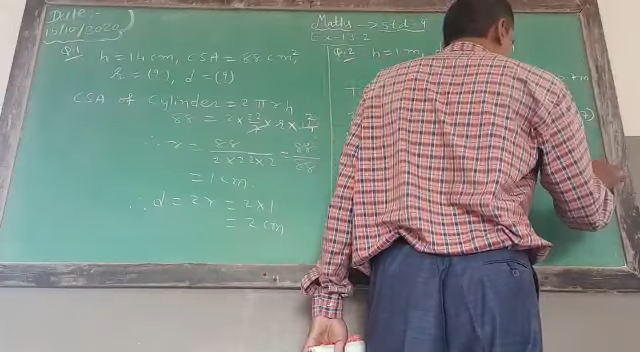 Date:-
15/10/2020
Maths → std-9
Ex-13.2
Q.1 h = 14 cm, CSA = 88 cm²,
r = (?), d = (?)
CSA of Cylinder = 2πrh
88 = 2×22/7×r×
∴ r = 88/2×22×2 = 88/88
= 1 cm.
∴ d = 2r = 2×1
= 2 cm
Q.2 h = 1 m,